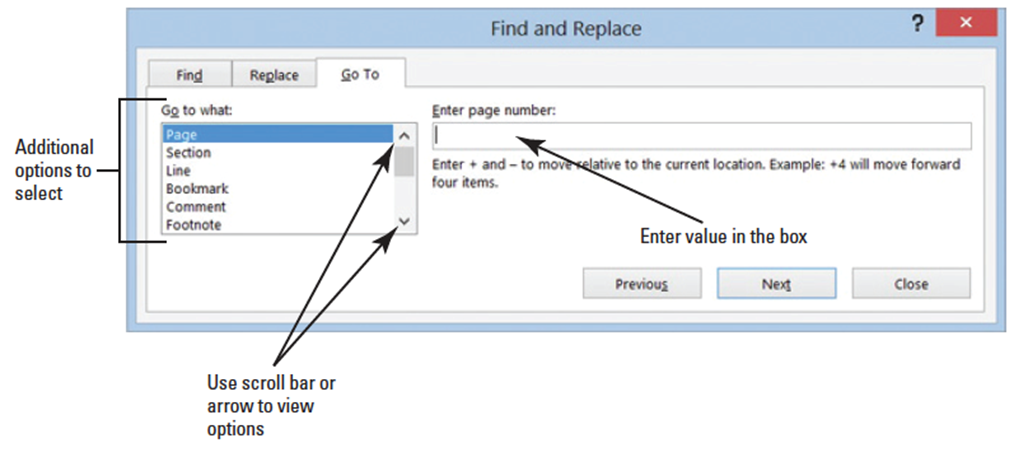 Find and Replace
?
Find
Replace
Go To
Go to what:
Page
Section
Line
Bookmark
Comment
Footnote
Enter page number:
Enter + and – to move relative to the current location. Example: +4 will move forward
four items.
Previous
Next
Close
Additional
options to
select
Enter value in the box
Use scroll bar or
arrow to view
options